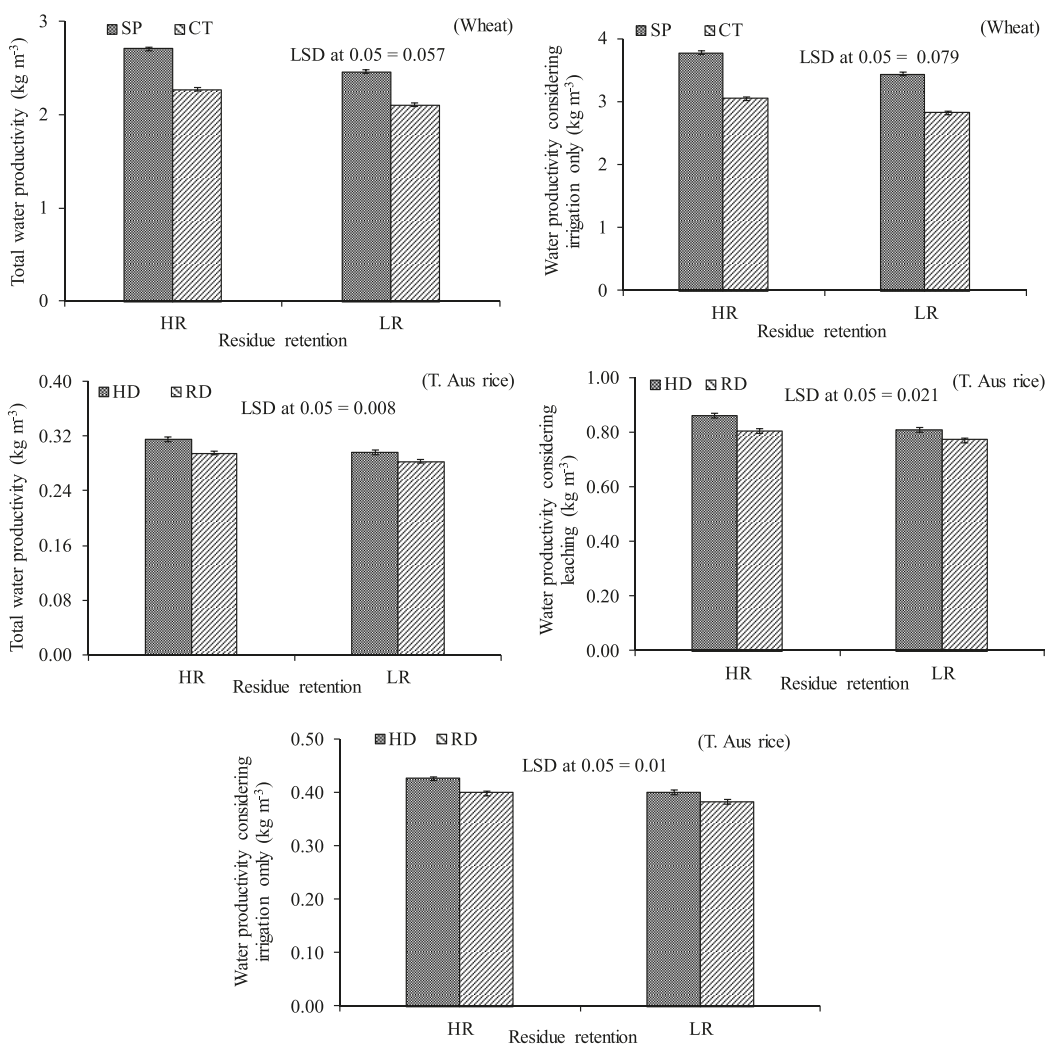 SP CT (Wheat)
LSD at 0.05 = 0.057
Total water productivity (kg m-3)
3
2
1
0
HR LR
Residue retention
SP CT (Wheat)
LSD at 0.05 = 0.079
Water productivity considering
irrigation only (kg m-3)
4
3
2
1
0
HR LR
Residue retention
HD RD (T. Aus rice)
LSD at 0.05 = 0.008
Total water productivity (kg m-3)
0.40
0.32
0.24
0.16
0.08
0.00
HR LR
Residue retention
HD RD (T. Aus rice)
LSD at 0.05 = 0.021
Water productivity considering
leaching (kg m-3)
1.00
0.80
0.60
0.40
0.20
0.00
HR LR
Residue retention
HD RD (T. Aus rice)
LSD at 0.05 = 0.01
Water productivity considering
irrigation omly (kg m-3)
0.50
0.40
0.30
0.20
0.10
0.00
HR LR
Residue retention